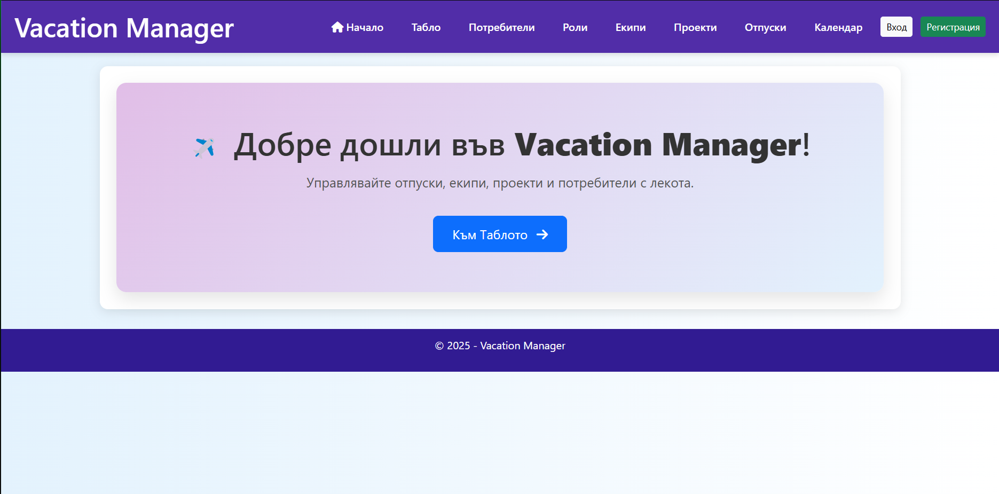 Vacation Manager
Начало Табло Потребители Роли Екипи Проекти Отпуски Календар Вход Регистрация
Добре дошли във Vacation Manager!
Управлявайте отпуски, екипи, проекти и потребители с лекота.
Към Таблото →
© 2025 - Vacation Manager